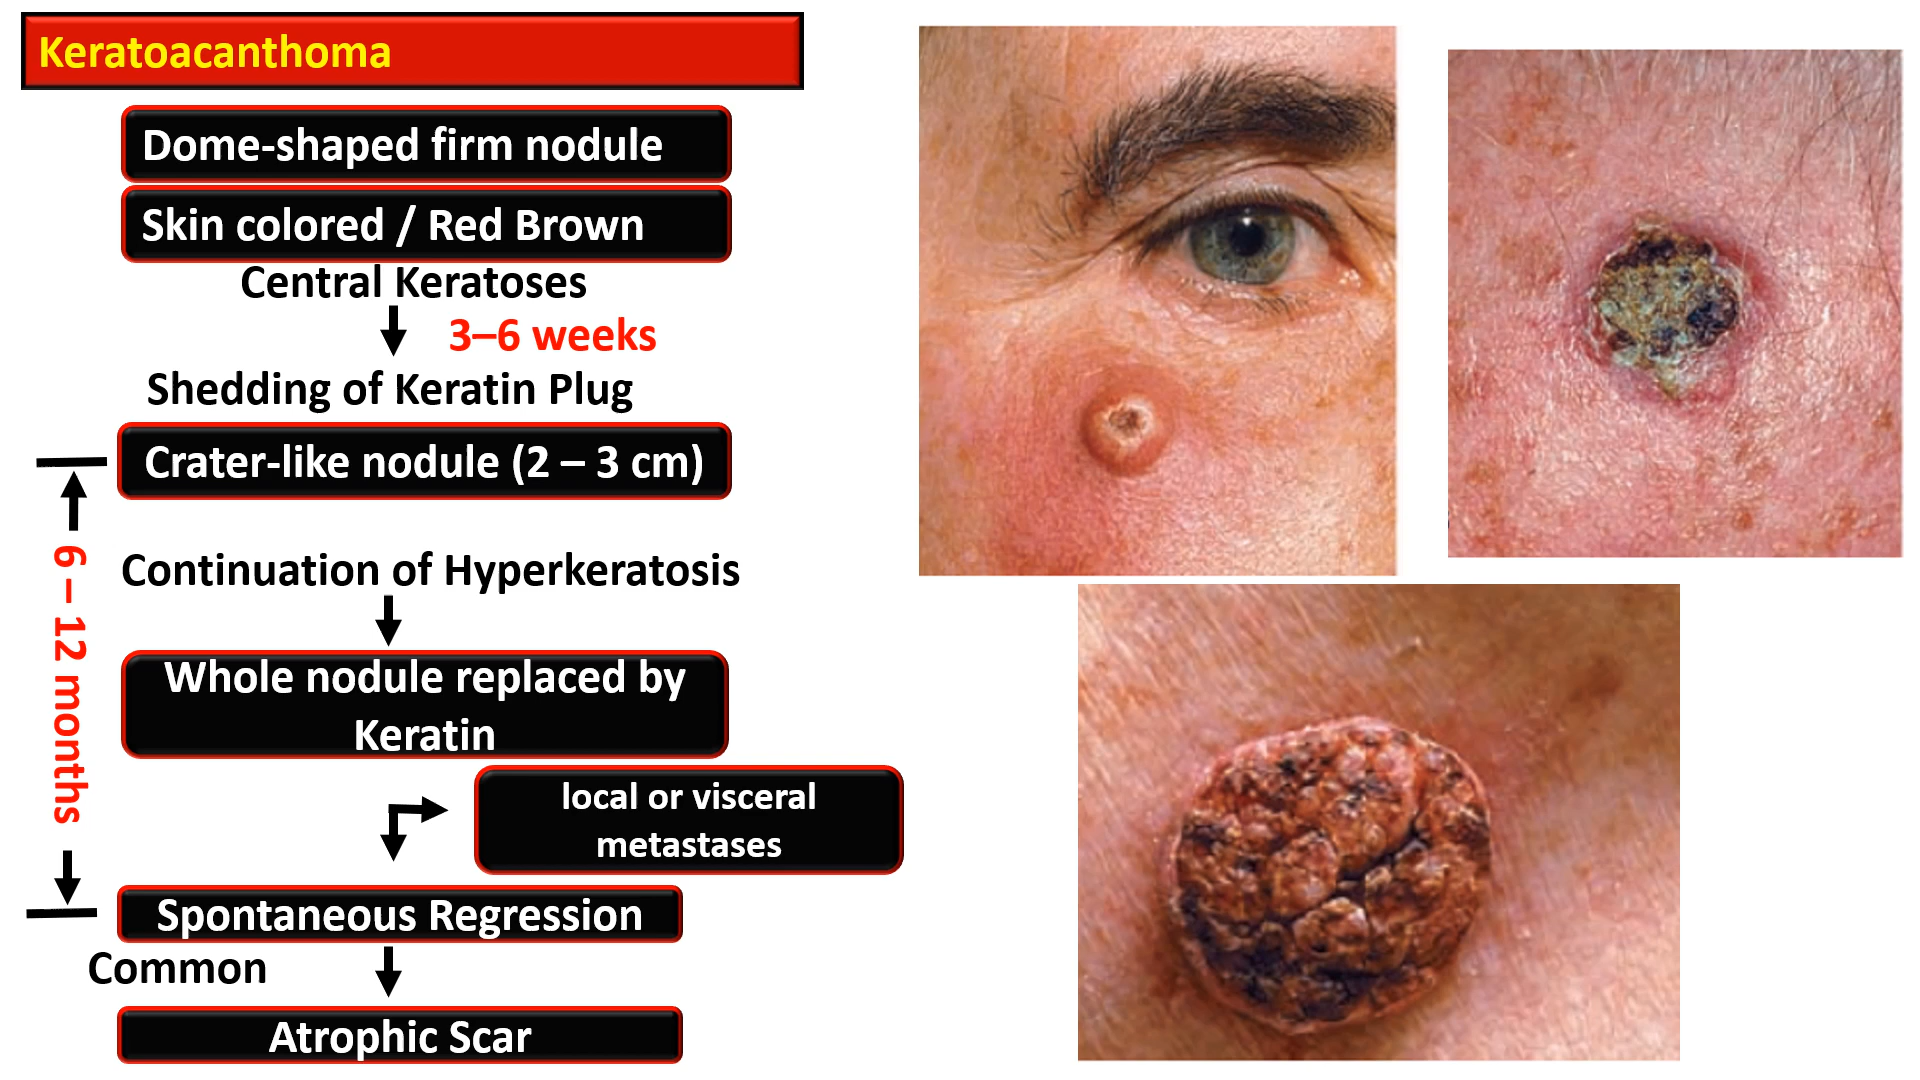 Keratoacanthoma
Dome-shaped firm nodule
Skin colored / Red Brown
Central Keratoses
3–6 weeks
Shedding of Keratin Plug
Crater-like nodule (2 – 3 cm)
6 – 12 months
Continuation of Hyperkeratosis
Whole nodule replaced by
Keratin
local or visceral
metastases
Spontaneous Regression
Common
Atrophic Scar